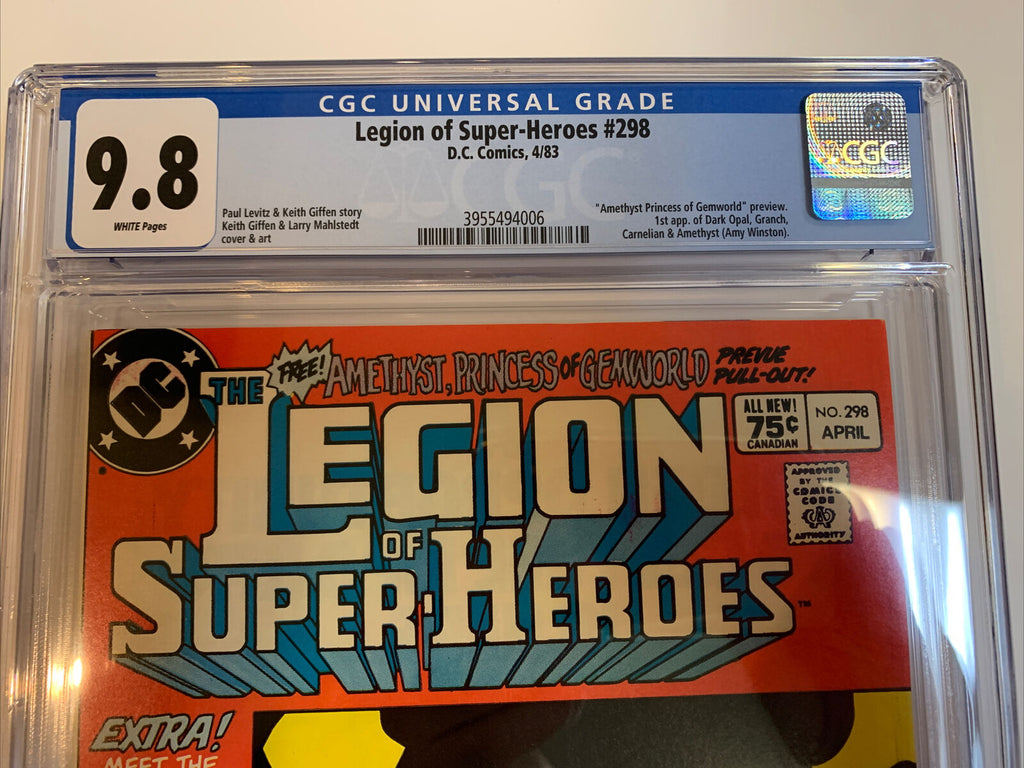 CGC UNIVERSAL GRADE
9.8
WHITE Pages
Legion of Super-Heroes #298
D.C. Comics, 4/83
Paul Levitz & Keith Giffen story
Keith Giffen & Larry Mahlstedt
cover & art
3955494006
"Amethyst Princess of Gemworld" preview.
1st app. of Dark Opal, Granch,
Carnelian & Amethyst (Amy Winston).
CGC
CGC
DC
FREE! AMETHYST, PRINCESS OF GEMWORLD PREVUE
PULL-OUT!
THE
LEGION
OF
SUPER-HEROES™
ALL NEW!
75¢
CANADIAN
NO. 298
APRIL
APPROVED
BY THE
COMICS
CODE
CA
AUTHORITY
EXTRA!
MEET THE